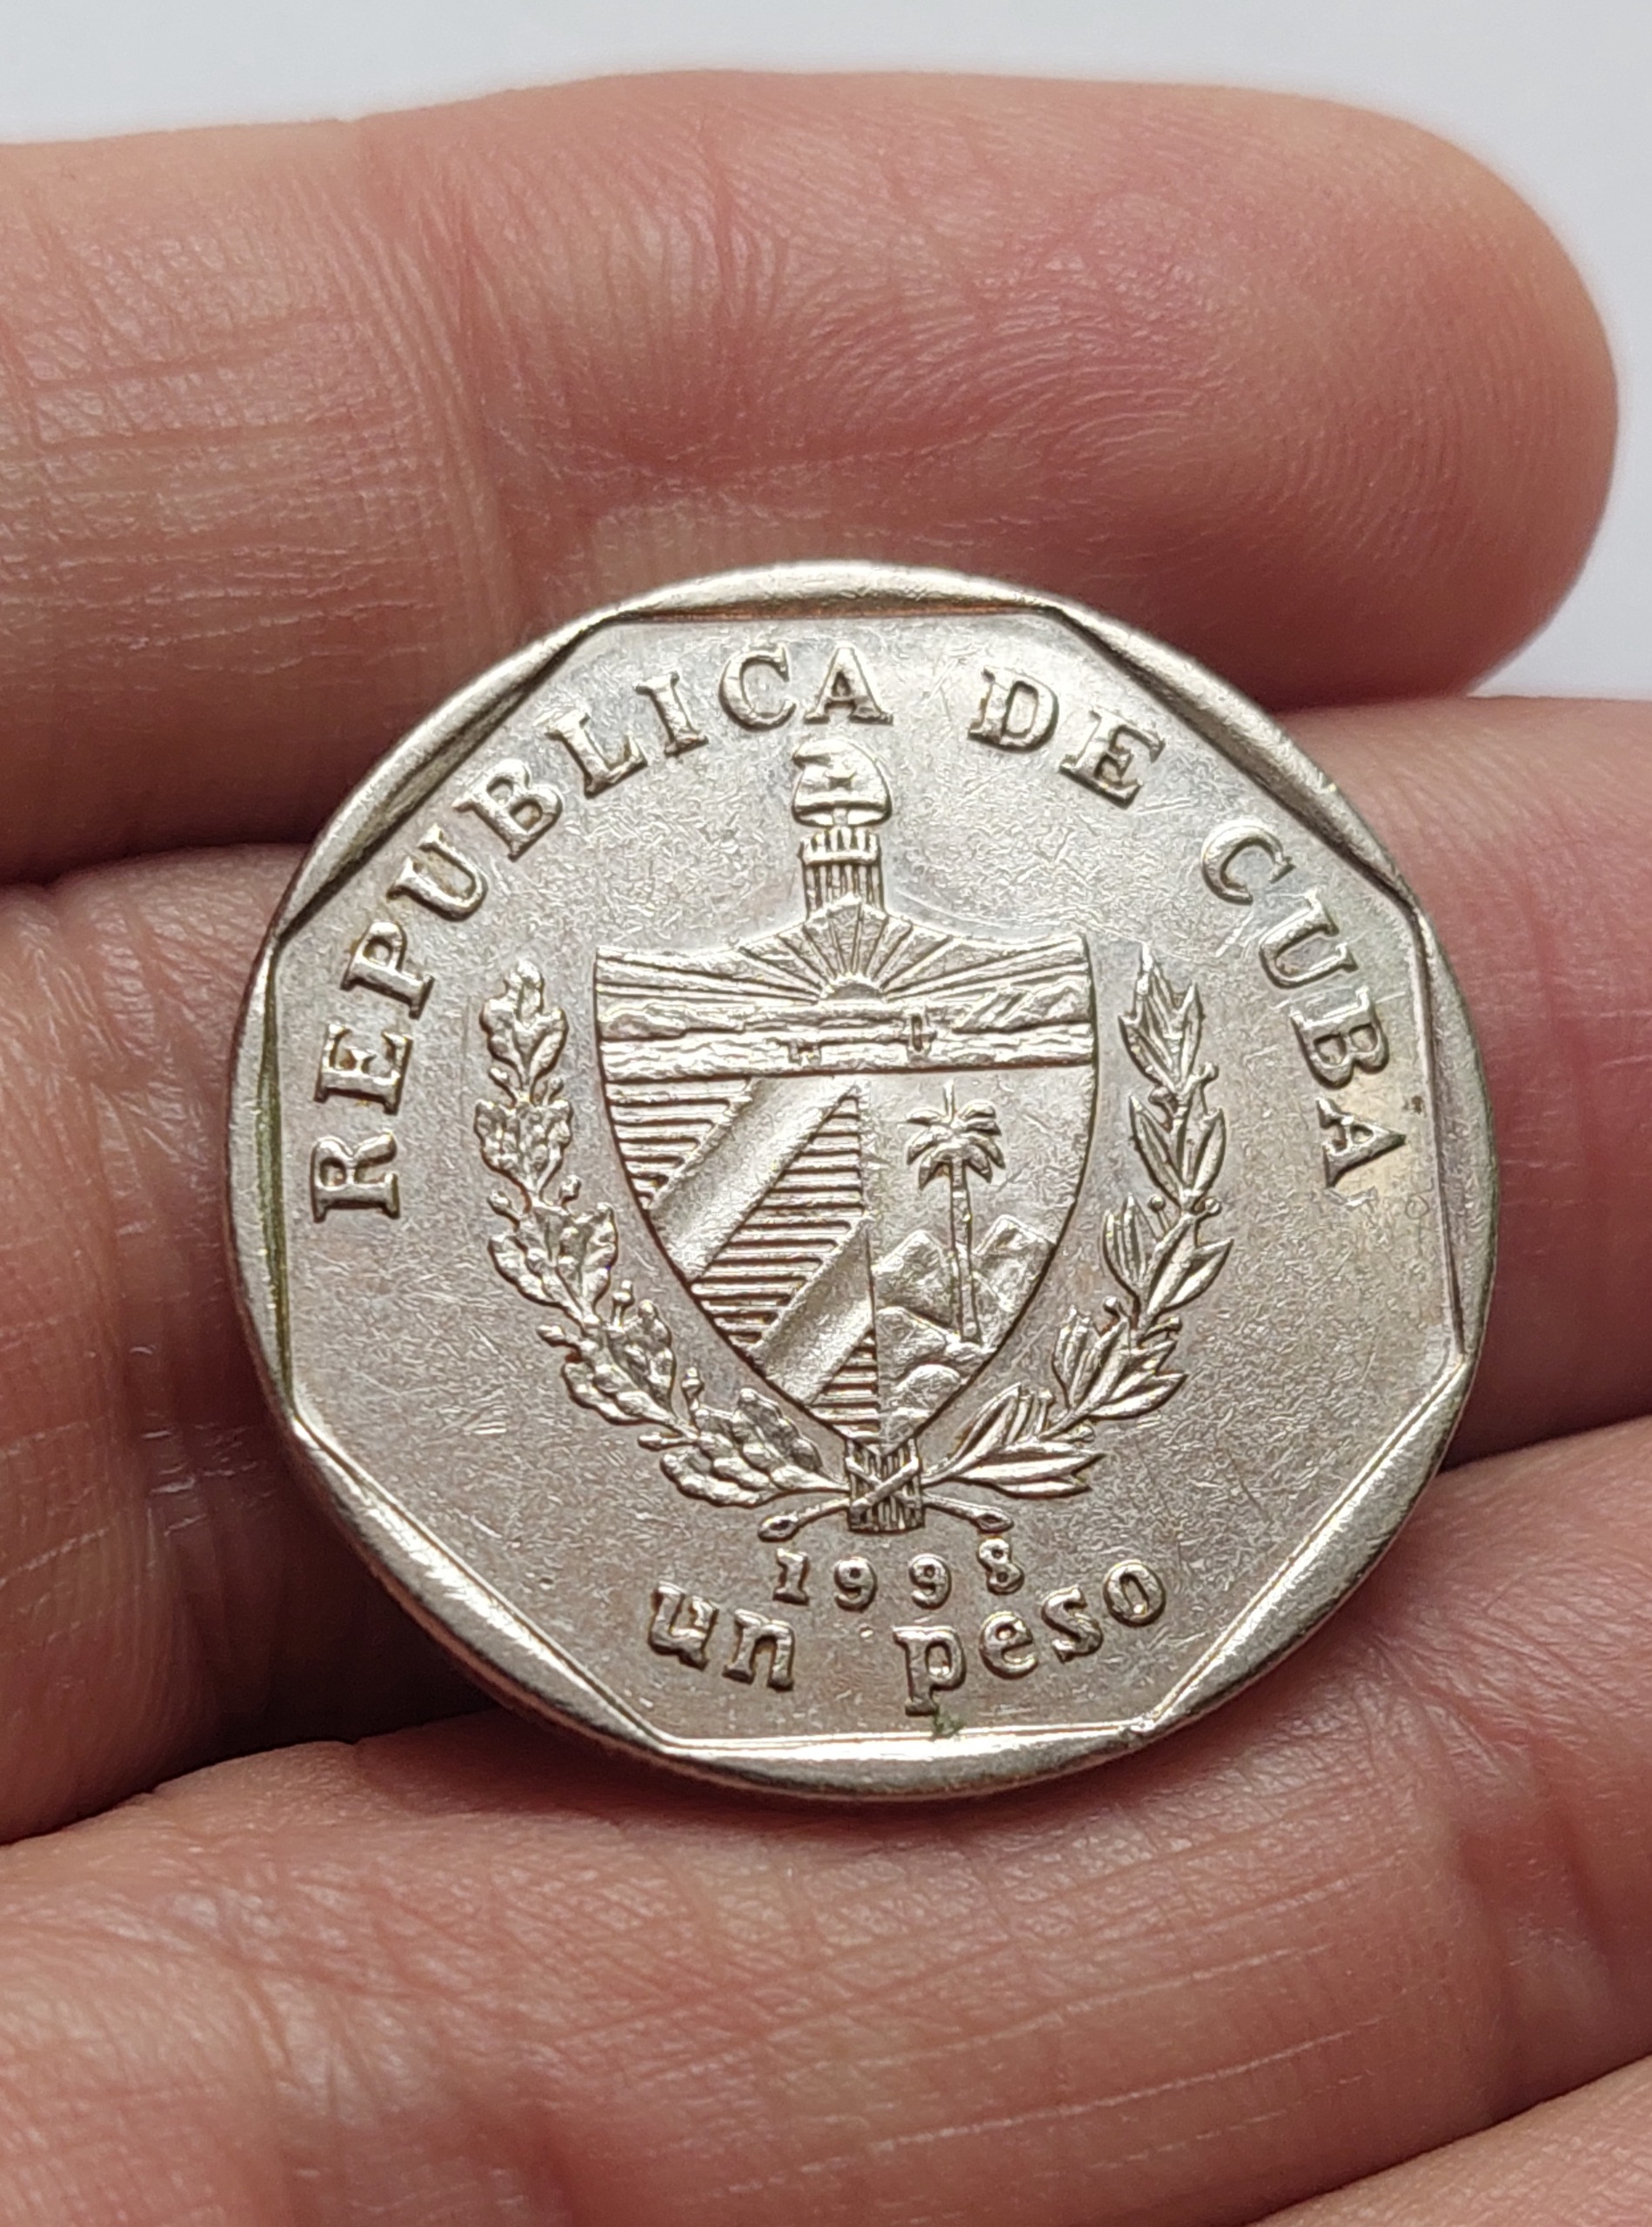 REPUBLICA DE CUBA
1998
un peso